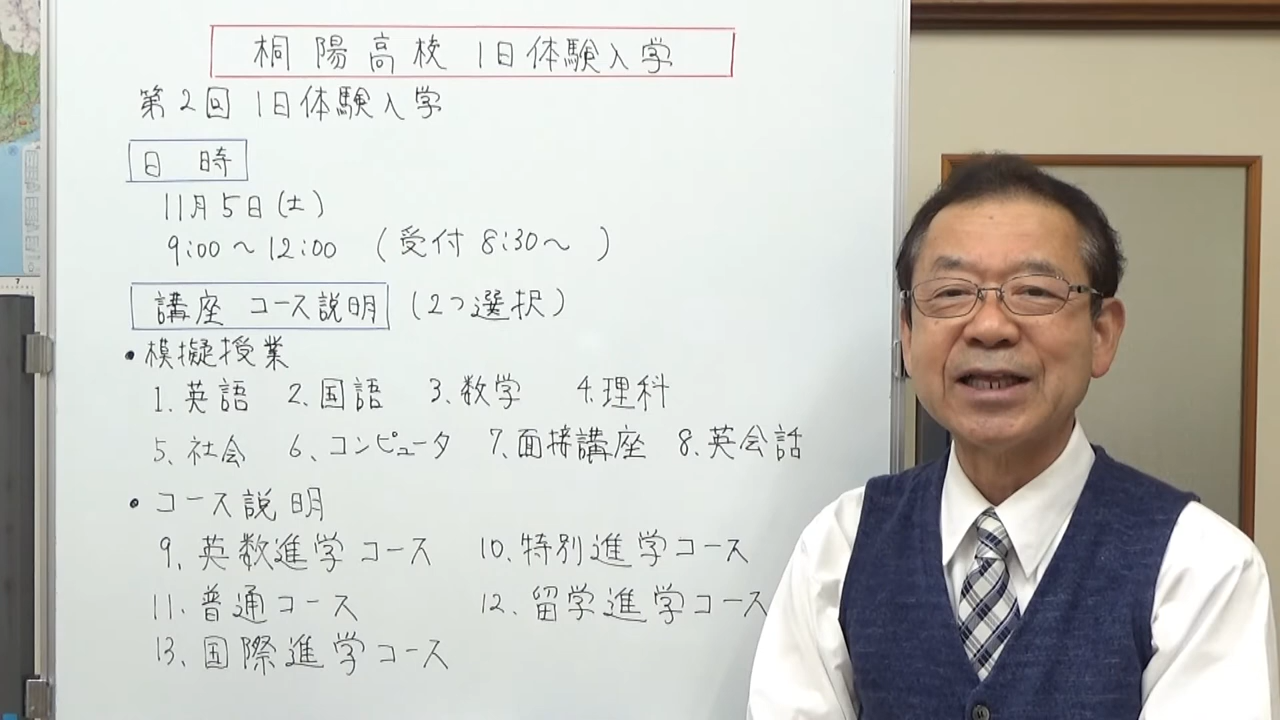 桐陽高校 1日体験入学
第2回 1日体験入学
日 時
11月5日(土)
9:00〜12:00 (受付 8:30〜 )
講座 コース説明 (2つ選択)
• 模擬授業
1. 英語 2. 国語 3. 数学 4. 理科
5、社会 6、コンピュータ 7. 面接講座 8. 英会話
• コース説明
9. 英数進学コース 10. 特別進学コース
11. 普通コース 12. 留学進学コース
13. 国際進学コース